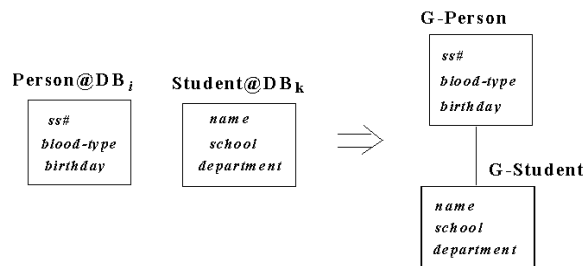 G-Person
Person@DBi
Student@DBk
ss#
blood-type
birthday
name
school
department
ss#
blood-type
birthday
G-Student
name
school
department